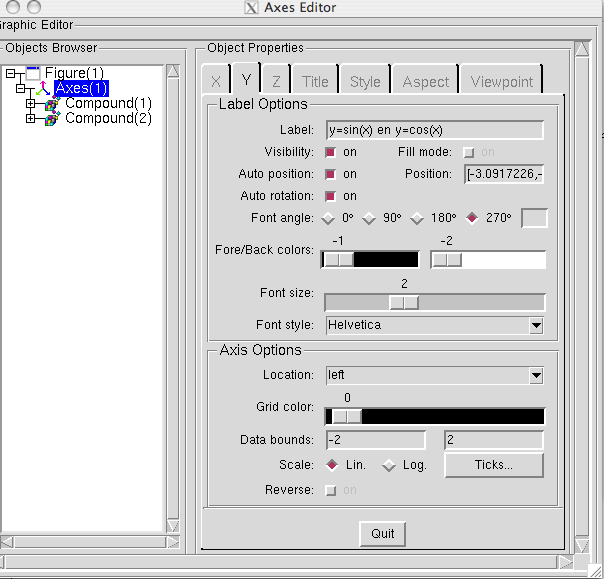 Axes Editor
Graphic Editor
Objects Browser
Figure(1)
Axes(1)
Compound(1)
Compound(2)
Object Properties
X Y Z Title Style Aspect Viewpoint
Label Options
Label: y=sin(x) en y=cos(x)
Visibility: on Fill mode: on
Auto position: on Position: [-3.0917226,-
Auto rotation: on
Font angle: 0° 90° 180° 270°
-1 -2
Fore/Back colors:
2
Font size:
Font style: Helvetica
Axis Options
Location: left
0
Grid color:
Data bounds: -2 2
Scale: Lin. Log. Ticks...
Reverse: on
Quit